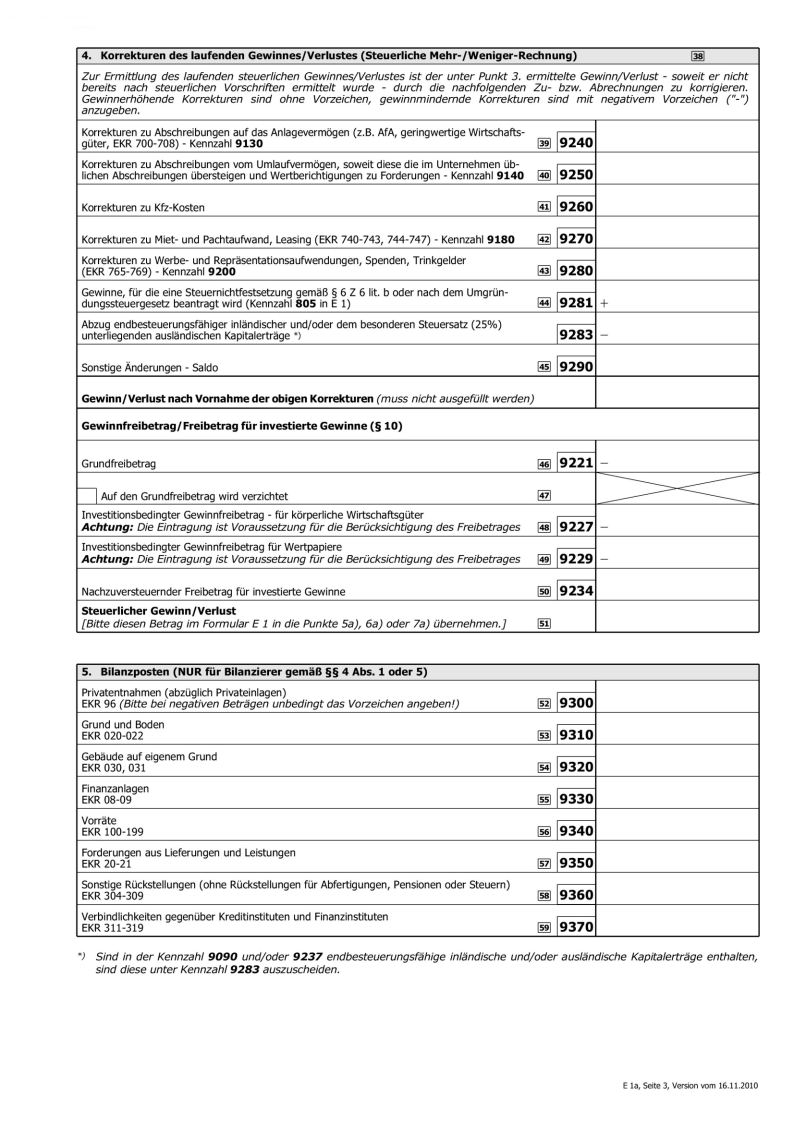 4. Korrekturen des laufenden Gewinnes/Verlustes (Steuerliche Mehr-/Weniger-Rechnung) 38
Zur Ermittlung des laufenden steuerlichen Gewinnes/Verlustes ist der unter Punkt 3. ermittelte Gewinn/Verlust - soweit er nicht
bereits nach steuerlichen Vorschriften ermittelt wurde - durch die nachfolgenden Zu- bzw. Abrechnungen zu korrigieren.
Gewinnerhöhende Korrekturen sind ohne Vorzeichen, gewinnmindernde Korrekturen sind mit negativem Vorzeichen ("-")
anzugeben.
Korrekturen zu Abschreibungen auf das Anlagevermögen (z.B. AfA, geringwertige Wirtschafts-
güter, EKR 700-708) - Kennzahl 9130 39 9240
Korrekturen zu Abschreibungen vom Umlaufvermögen, soweit diese die im Unternehmen üb-
lichen Abschreibungen übersteigen und Wertberichtigungen zu Forderungen - Kennzahl 9140 40 9250
Korrekturen zu Kfz-Kosten 41 9260
Korrekturen zu Miet- und Pachtaufwand, Leasing (EKR 740-743, 744-747) - Kennzahl 9180 42 9270
Korrekturen zu Werbe- und Repräsentationsaufwendungen, Spenden, Trinkgelder
(EKR 765-769) - Kennzahl 9200 43 9280
Gewinne, für die eine Steuernichtfestsetzung gemäß § 6 Z 6 lit. b oder nach dem Umgrün-
dungssteuergesetz beantragt wird (Kennzahl 805 in E 1) 44 9281 +
Abzug endbesteuerungsfähiger inländischer und/oder dem besonderen Steuersatz (25%)
unterliegenden ausländischen Kapitalerträge *) 9283 −
Sonstige Änderungen - Saldo 45 9290
Gewinn/Verlust nach Vornahme der obigen Korrekturen (muss nicht ausgefüllt werden)
Gewinnfreibetrag/Freibetrag für investierte Gewinne (§ 10)
Grundfreibetrag 46 9221 −
Auf den Grundfreibetrag wird verzichtet 47
Investitionsbedingter Gewinnfreibetrag - für körperliche Wirtschaftsgüter
Achtung: Die Eintragung ist Voraussetzung für die Berücksichtigung des Freibetrages 48 9227 −
Investitionsbedingter Gewinnfreibetrag für Wertpapiere
Achtung: Die Eintragung ist Voraussetzung für die Berücksichtigung des Freibetrages 49 9229 −
Nachzuversteuernder Freibetrag für investierte Gewinne 50 9234
Steuerlicher Gewinn/Verlust
[Bitte diesen Betrag im Formular E 1 in die Punkte 5a), 6a) oder 7a) übernehmen.] 51
5. Bilanzposten (NUR für Bilanzierer gemäß §§ 4 Abs. 1 oder 5)
Privatentnahmen (abzüglich Privateinlagen)
EKR 96 (Bitte bei negativen Beträgen unbedingt das Vorzeichen angeben!) 52 9300
Grund und Boden
EKR 020-022 53 9310
Gebäude auf eigenem Grund
EKR 030, 031 54 9320
Finanzanlagen
EKR 08-09 55 9330
Vorräte
EKR 100-199 56 9340
Forderungen aus Lieferungen und Leistungen
EKR 20-21 57 9350
Sonstige Rückstellungen (ohne Rückstellungen für Abfertigungen, Pensionen oder Steuern)
EKR 304-309 58 9360
Verbindlichkeiten gegenüber Kreditinstituten und Finanzinstituten
EKR 311-319 59 9370
*) Sind in der Kennzahl 9090 und/oder 9237 endbesteuerungsfähige inländische und/oder ausländische Kapitalerträge enthalten,
sind diese unter Kennzahl 9283 auszuscheiden.
E 1a, Seite 3, Version vom 16.11.2010